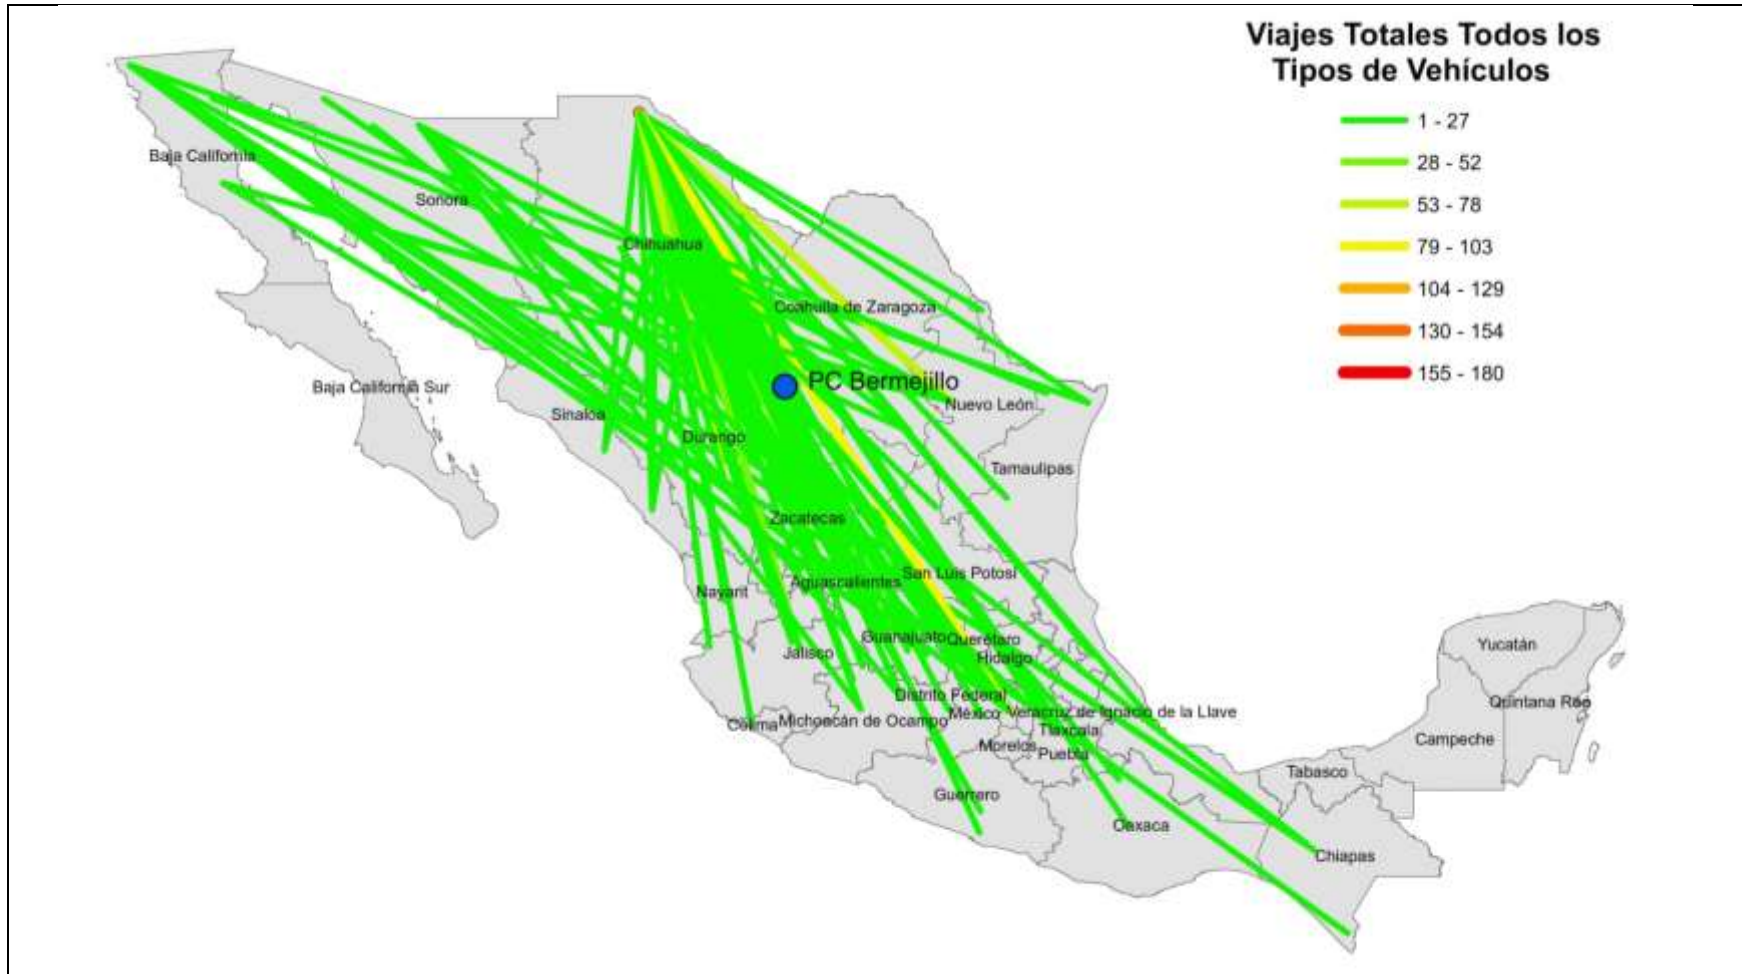 Viajes Totales Todos los
Tipos de Vehículos
1 - 27
28 - 52
53 - 78
79 - 103
104 - 129
130 - 154
155 - 180
Baja California
Sonora
Chihuahua
Coahuila de Zaragoza
PC Bermejillo
Baja California Sur
Nuevo León
Sinaloa
Durango
Tamaulipas
Zacatecas
San Luis Potosí
Aguascalientes
Nayarit
Guanajuato
Querétaro
Yucatán
Jalisco
Hidalgo
Distrito Federal
Quintana Roo
Colima
Michoacán de Ocampo
México
Veracruz de Ignacio de la Llave
Tlaxcala
Morelos
Puebla
Campeche
Tabasco
Guerrero
Oaxaca
Chiapas